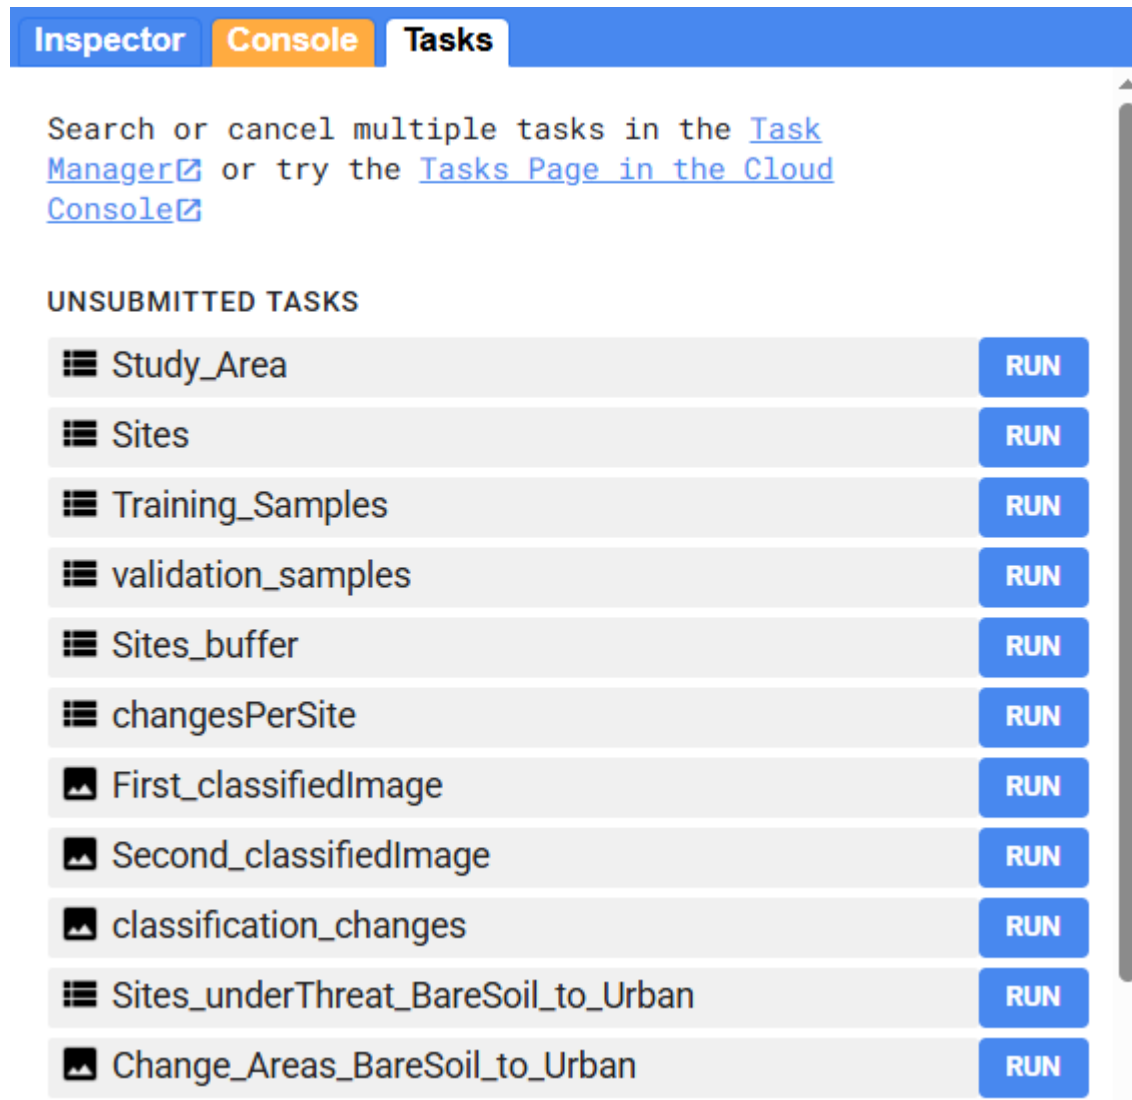 Inspector Console Tasks
Search or cancel multiple tasks in the Task
Manager or try the Tasks Page in the Cloud
Console
UNSUBMITTED TASKS
Study_Area RUN
Sites RUN
Training_Samples RUN
validation_samples RUN
Sites_buffer RUN
changesPerSite RUN
First_classifiedImage RUN
Second_classifiedImage RUN
classification_changes RUN
Sites_underThreat_BareSoil_to_Urban RUN
Change_Areas_BareSoil_to_Urban RUN